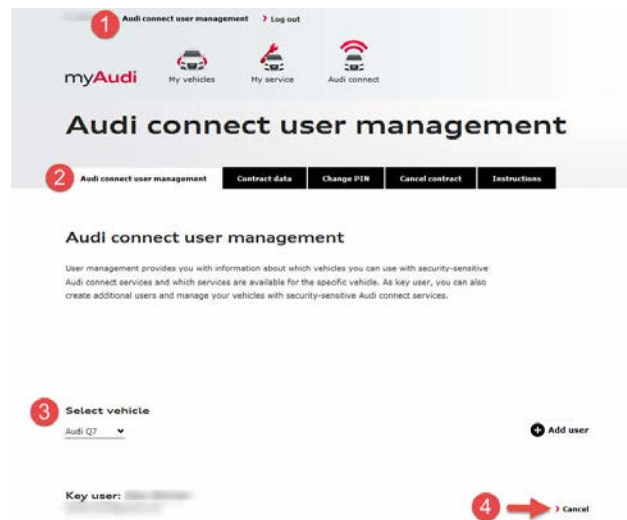 1 Audi connect user management > Log out
myAudi My vehicles My service Audi connect
Audi connect user management
2 Audi connect user management Contract data Change PIN Cancel contract Instructions
Audi connect user management
User management provides you with information about which vehicles you can use with security-sensitive
Audi connect services and which services are available for the specific vehicle. As key user, you can also
create additional users and manage your vehicles with security-sensitive Audi connect services.
3 Select vehicle
Audi Q7
Add user
Key user:
4 > Cancel